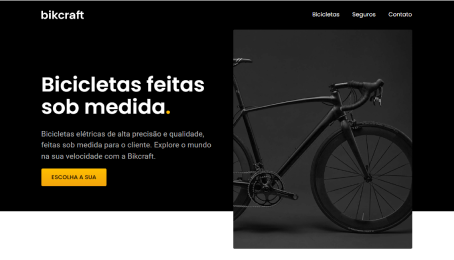 bikcraft
Bicicletas
Seguros
Contato
Bicicletas feitas
sob medida.
Bicicletas elétricas de alta precisão e qualidade,
feitas sob medida para o cliente. Explore o mundo
na sua velocidade com a Bikcraft.
ESCOLHA A SUA